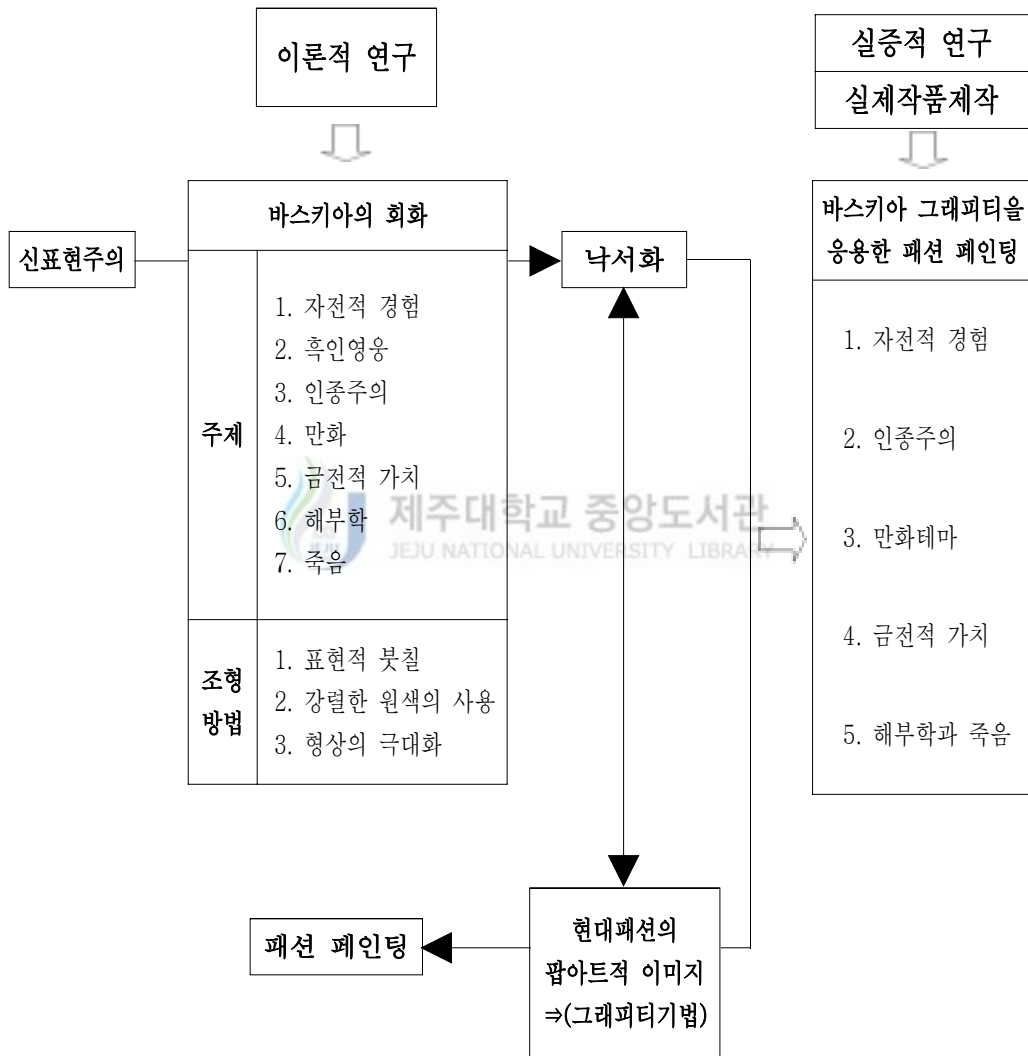 이론적 연구
실증적 연구
실제작품제작
신표현주의
바스키아의 회화
주제
1. 자전적 경험
2. 흑인영웅
3. 인종주의
4. 만화
5. 금전적 가치
6. 해부학
7. 죽음
조형
방법
1. 표현적 붓칠
2. 강렬한 원색의 사용
3. 형상의 극대화
낙서화
바스키아 그래피티을
응용한 패션 페인팅
1. 자전적 경험
2. 인종주의
3. 만화테마
4. 금전적 가치
5. 해부학과 죽음
제주대학교 중앙도서관
JEJU NATIONAL UNIVERSITY LIBRARY
패션 페인팅
현대패션의
팝아트적 이미지
⇒(그래피티기법)